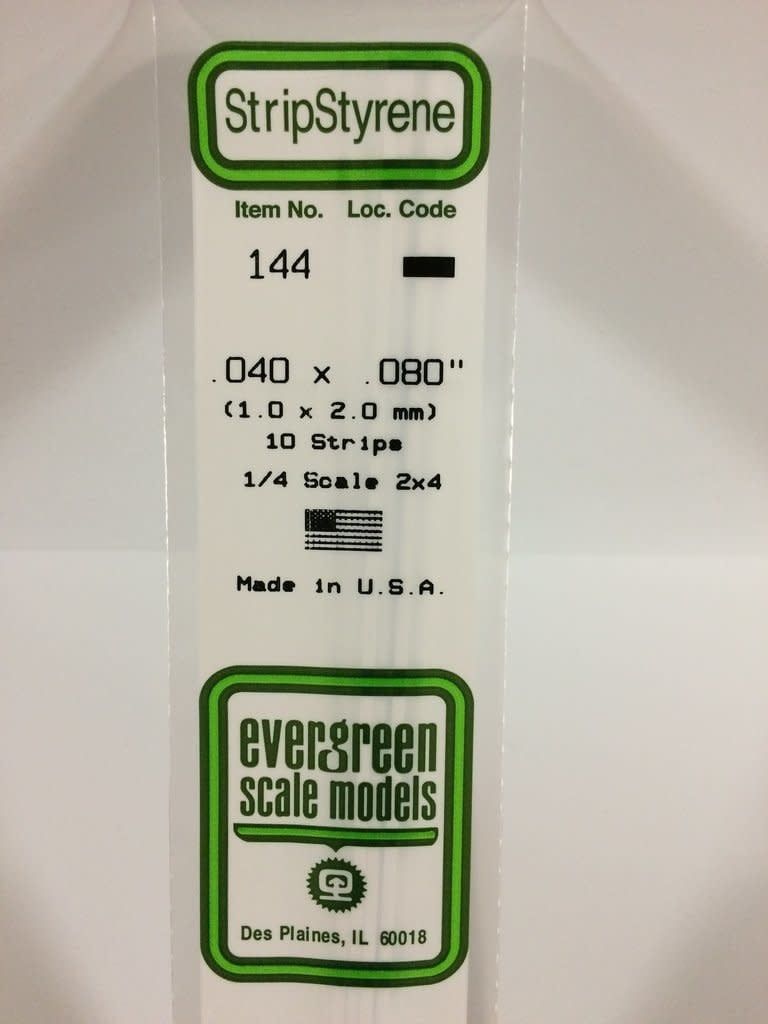 StripStyrene
Item No. Loc. Code
144
.040 x .080"
(1.0 x 2.0 mm)
10 Strips
1/4 Scale 2x4
Made in U.S.A.
evergreen
scale models
Des Plaines, IL 60018